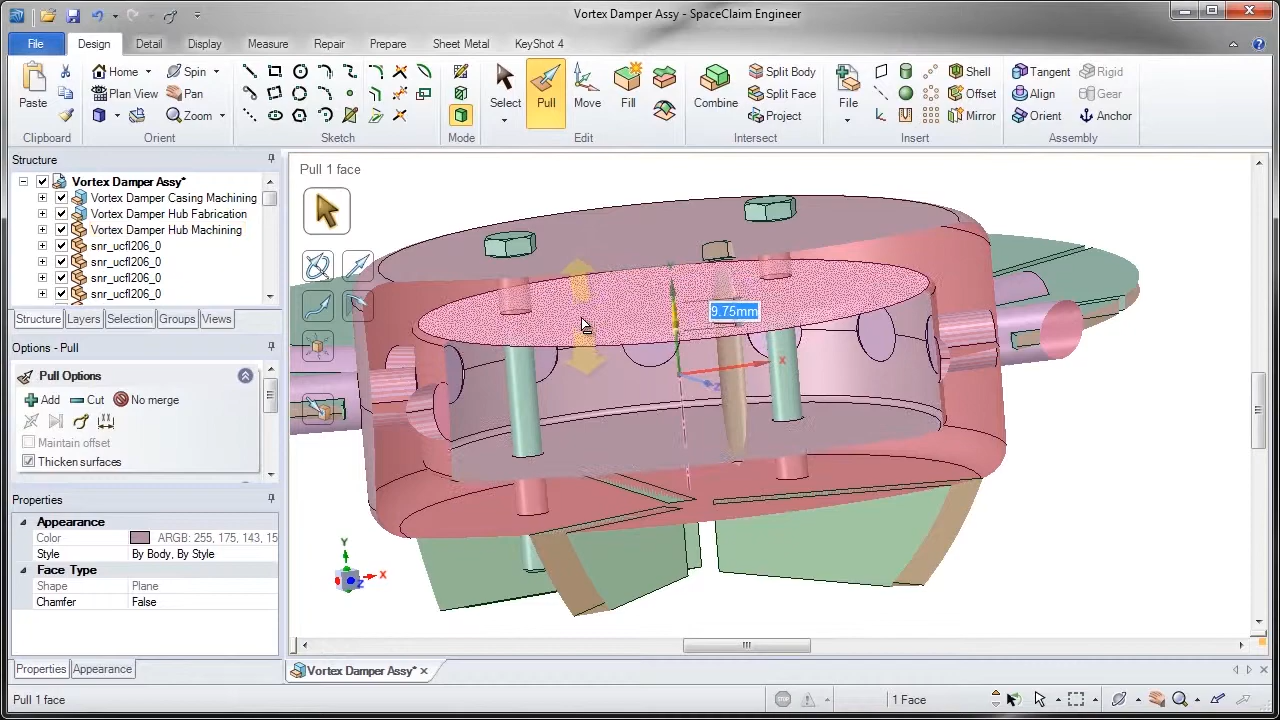 Vortex Damper Assy - SpaceClaim Engineer
File Design Detail Display Measure Repair Prepare Sheet Metal KeyShot 4
Paste
Clipboard
Home Spin
Plan View Pan
Zoom
Orient
Sketch
Mode
Select Pull Move Fill
Edit
Combine
Split Body
Split Face
Project
Intersect
File
Shell
Offset
Mirror
Insert
Tangent Rigid
Align Gear
Orient Anchor
Assembly
Structure
Vortex Damper Assy*
Vortex Damper Casing Machining
Vortex Damper Hub Fabrication
Vortex Damper Hub Machining
snr_ucfl206_0
snr_ucfl206_0
snr_ucfl206_0
snr_ucfl206_0
Structure Layers Selection Groups Views
Options - Pull
Pull Options
Add Cut No merge
Maintain offset
Thicken surfaces
Properties
Appearance
Color ARGB: 255, 175, 143, 15
Style By Body, By Style
Face Type
Shape Plane
Chamfer False
Properties Appearance
Pull 1 face
9.75mm
X
Z
Y
X
Z
Vortex Damper Assy*
Pull 1 face
1 Face